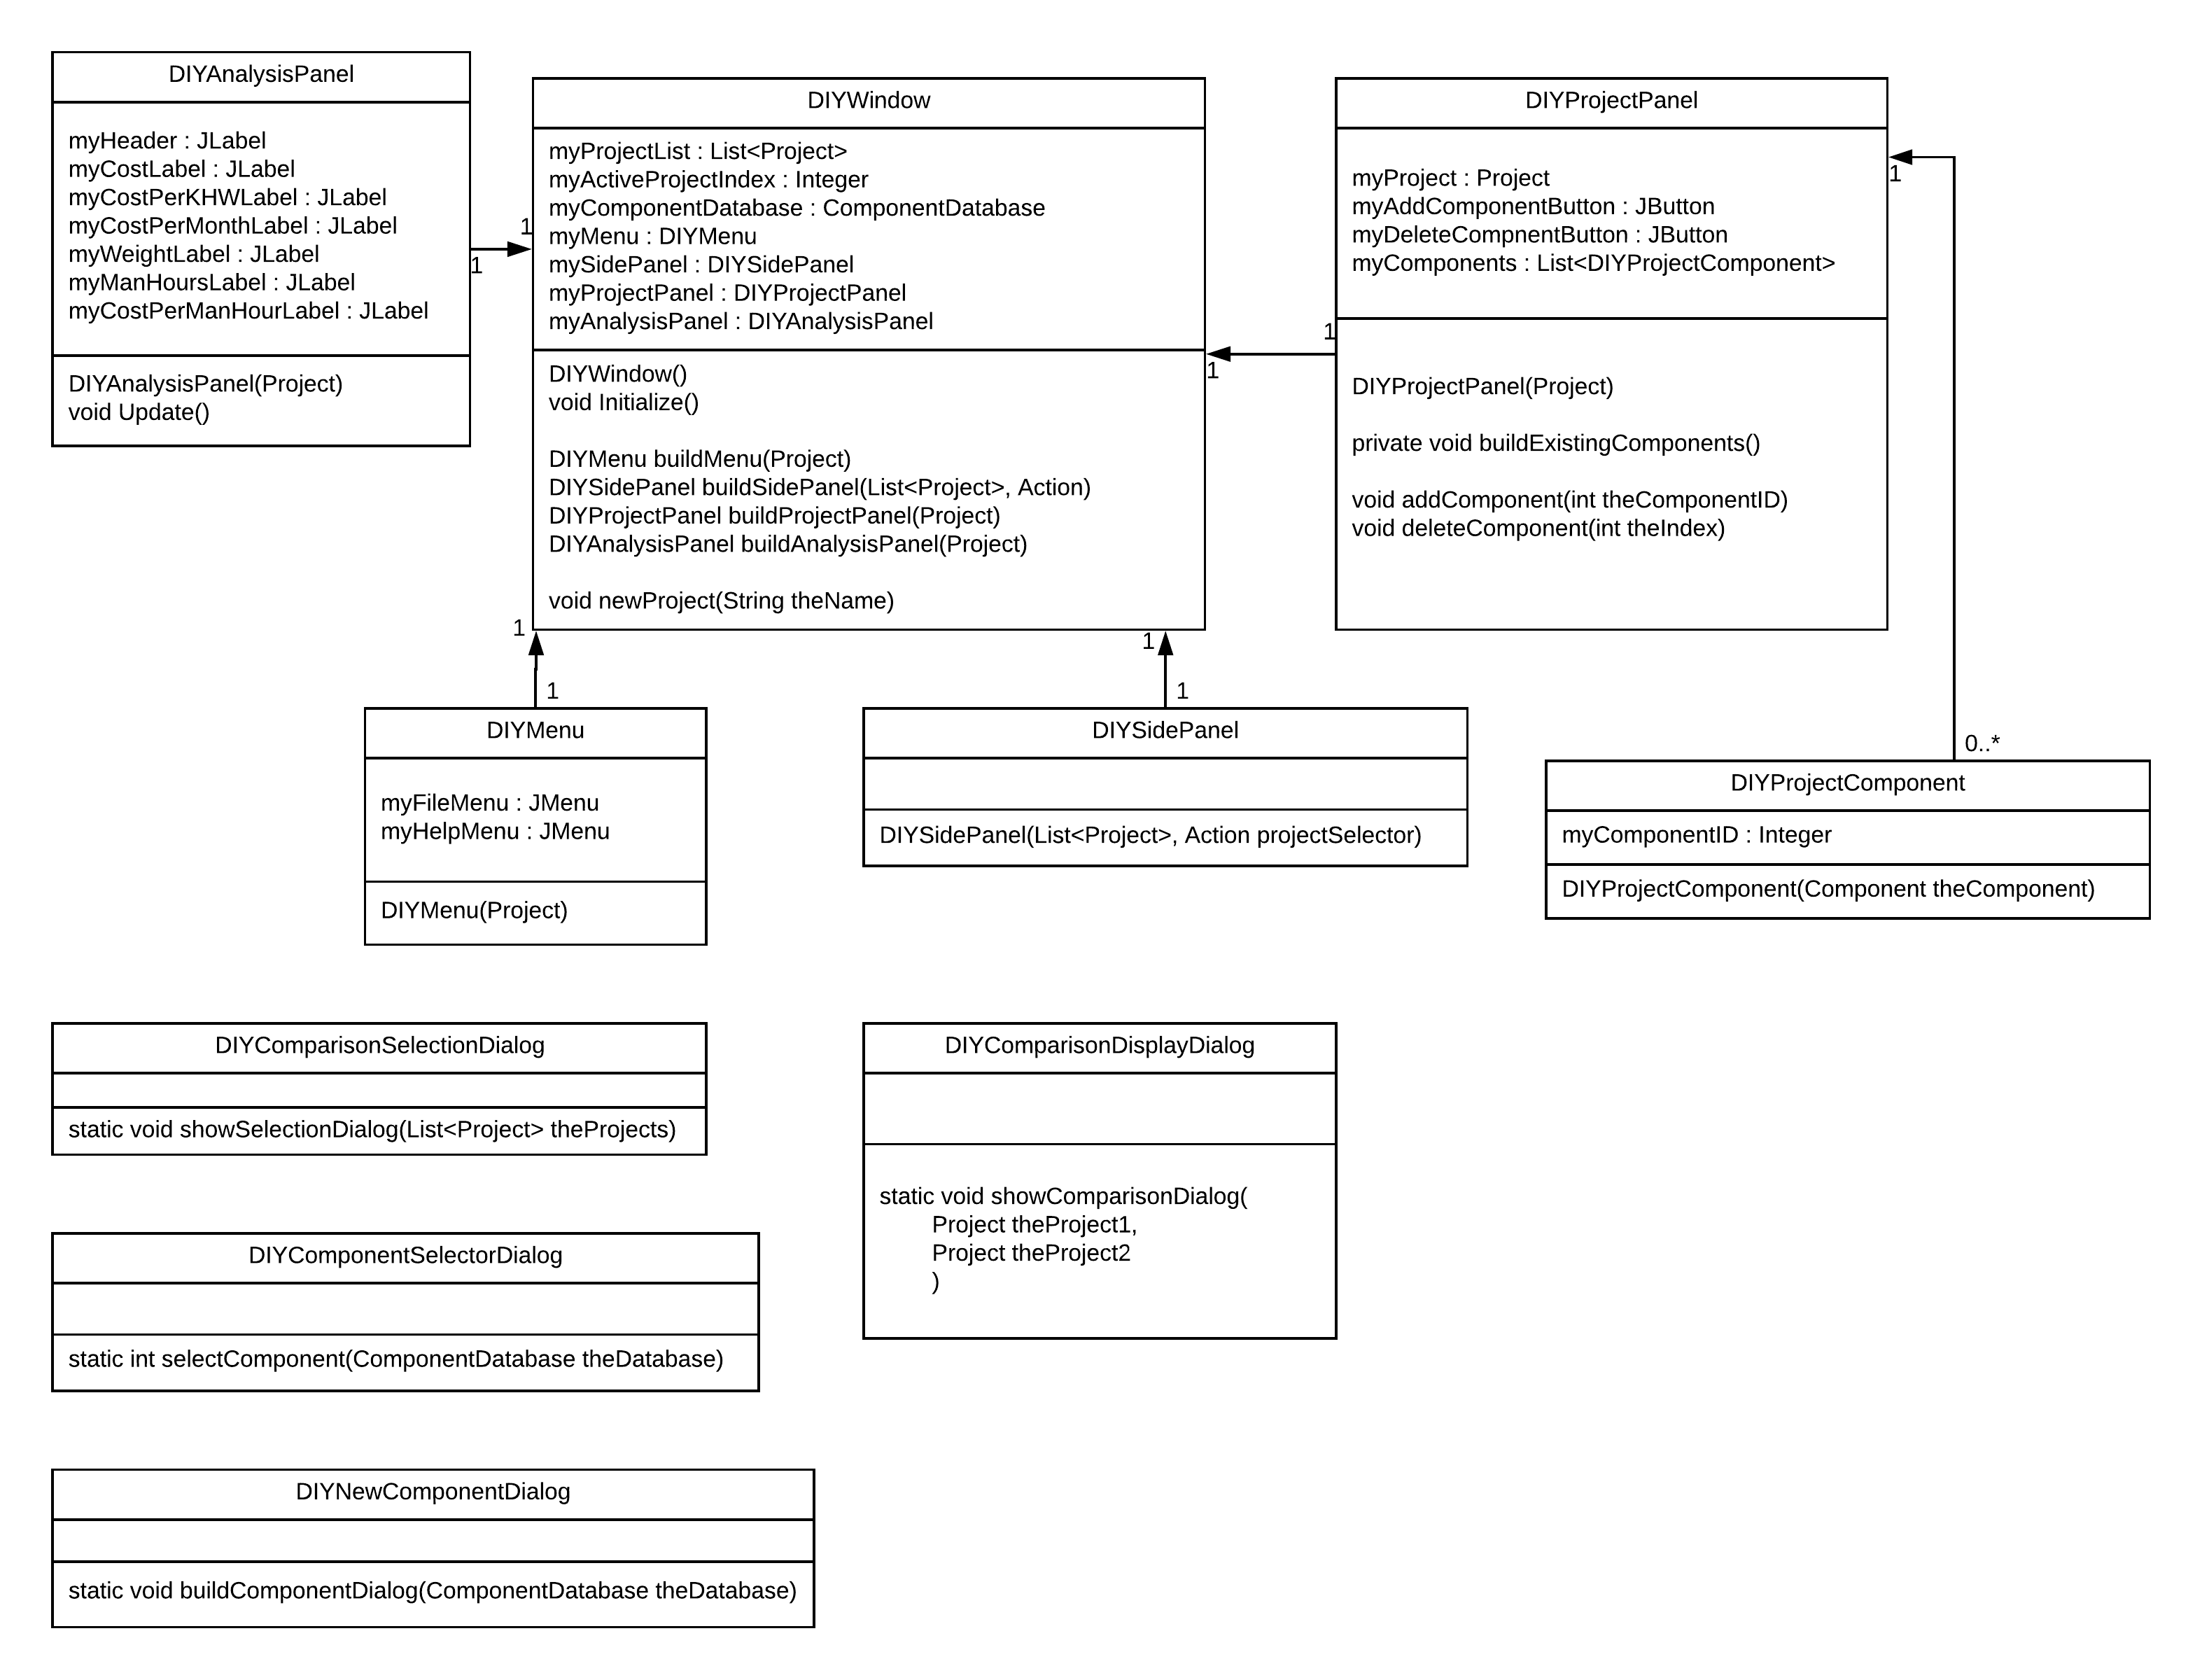 DIYAnalysisPanel
myHeader : JLabel
myCostLabel : JLabel
myCostPerKHWLabel : JLabel
myCostPerMonthLabel : JLabel
myWeightLabel : JLabel
myManHoursLabel : JLabel
myCostPerManHourLabel : JLabel
DIYAnalysisPanel(Project)
void Update()
1
1
DIYWindow
myProjectList : List<Project>
myActiveProjectIndex : Integer
myComponentDatabase : ComponentDatabase
myMenu : DIYMenu
mySidePanel : DIYSidePanel
myProjectPanel : DIYProjectPanel
myAnalysisPanel : DIYAnalysisPanel
DIYWindow()
void Initialize()
DIYMenu buildMenu(Project)
DIYSidePanel buildSidePanel(List<Project>, Action)
DIYProjectPanel buildProjectPanel(Project)
DIYAnalysisPanel buildAnalysisPanel(Project)
void newProject(String theName)
1
1
DIYProjectPanel
myProject : Project
myAddComponentButton : JButton
myDeleteCompnentButton : JButton
myComponents : List<DIYProjectComponent>
DIYProjectPanel(Project)
private void buildExistingComponents()
void addComponent(int theComponentID)
void deleteComponent(int theIndex)
1
1
1
1
1
0..*
DIYMenu
myFileMenu : JMenu
myHelpMenu : JMenu
DIYMenu(Project)
DIYSidePanel
DIYSidePanel(List<Project>, Action projectSelector)
DIYProjectComponent
myComponentID : Integer
DIYProjectComponent(Component theComponent)
DIYComparisonSelectionDialog
static void showSelectionDialog(List<Project> theProjects)
DIYComparisonDisplayDialog
static void showComparisonDialog(
Project theProject1,
Project theProject2
)
DIYComponentSelectorDialog
static int selectComponent(ComponentDatabase theDatabase)
DIYNewComponentDialog
static void buildComponentDialog(ComponentDatabase theDatabase)